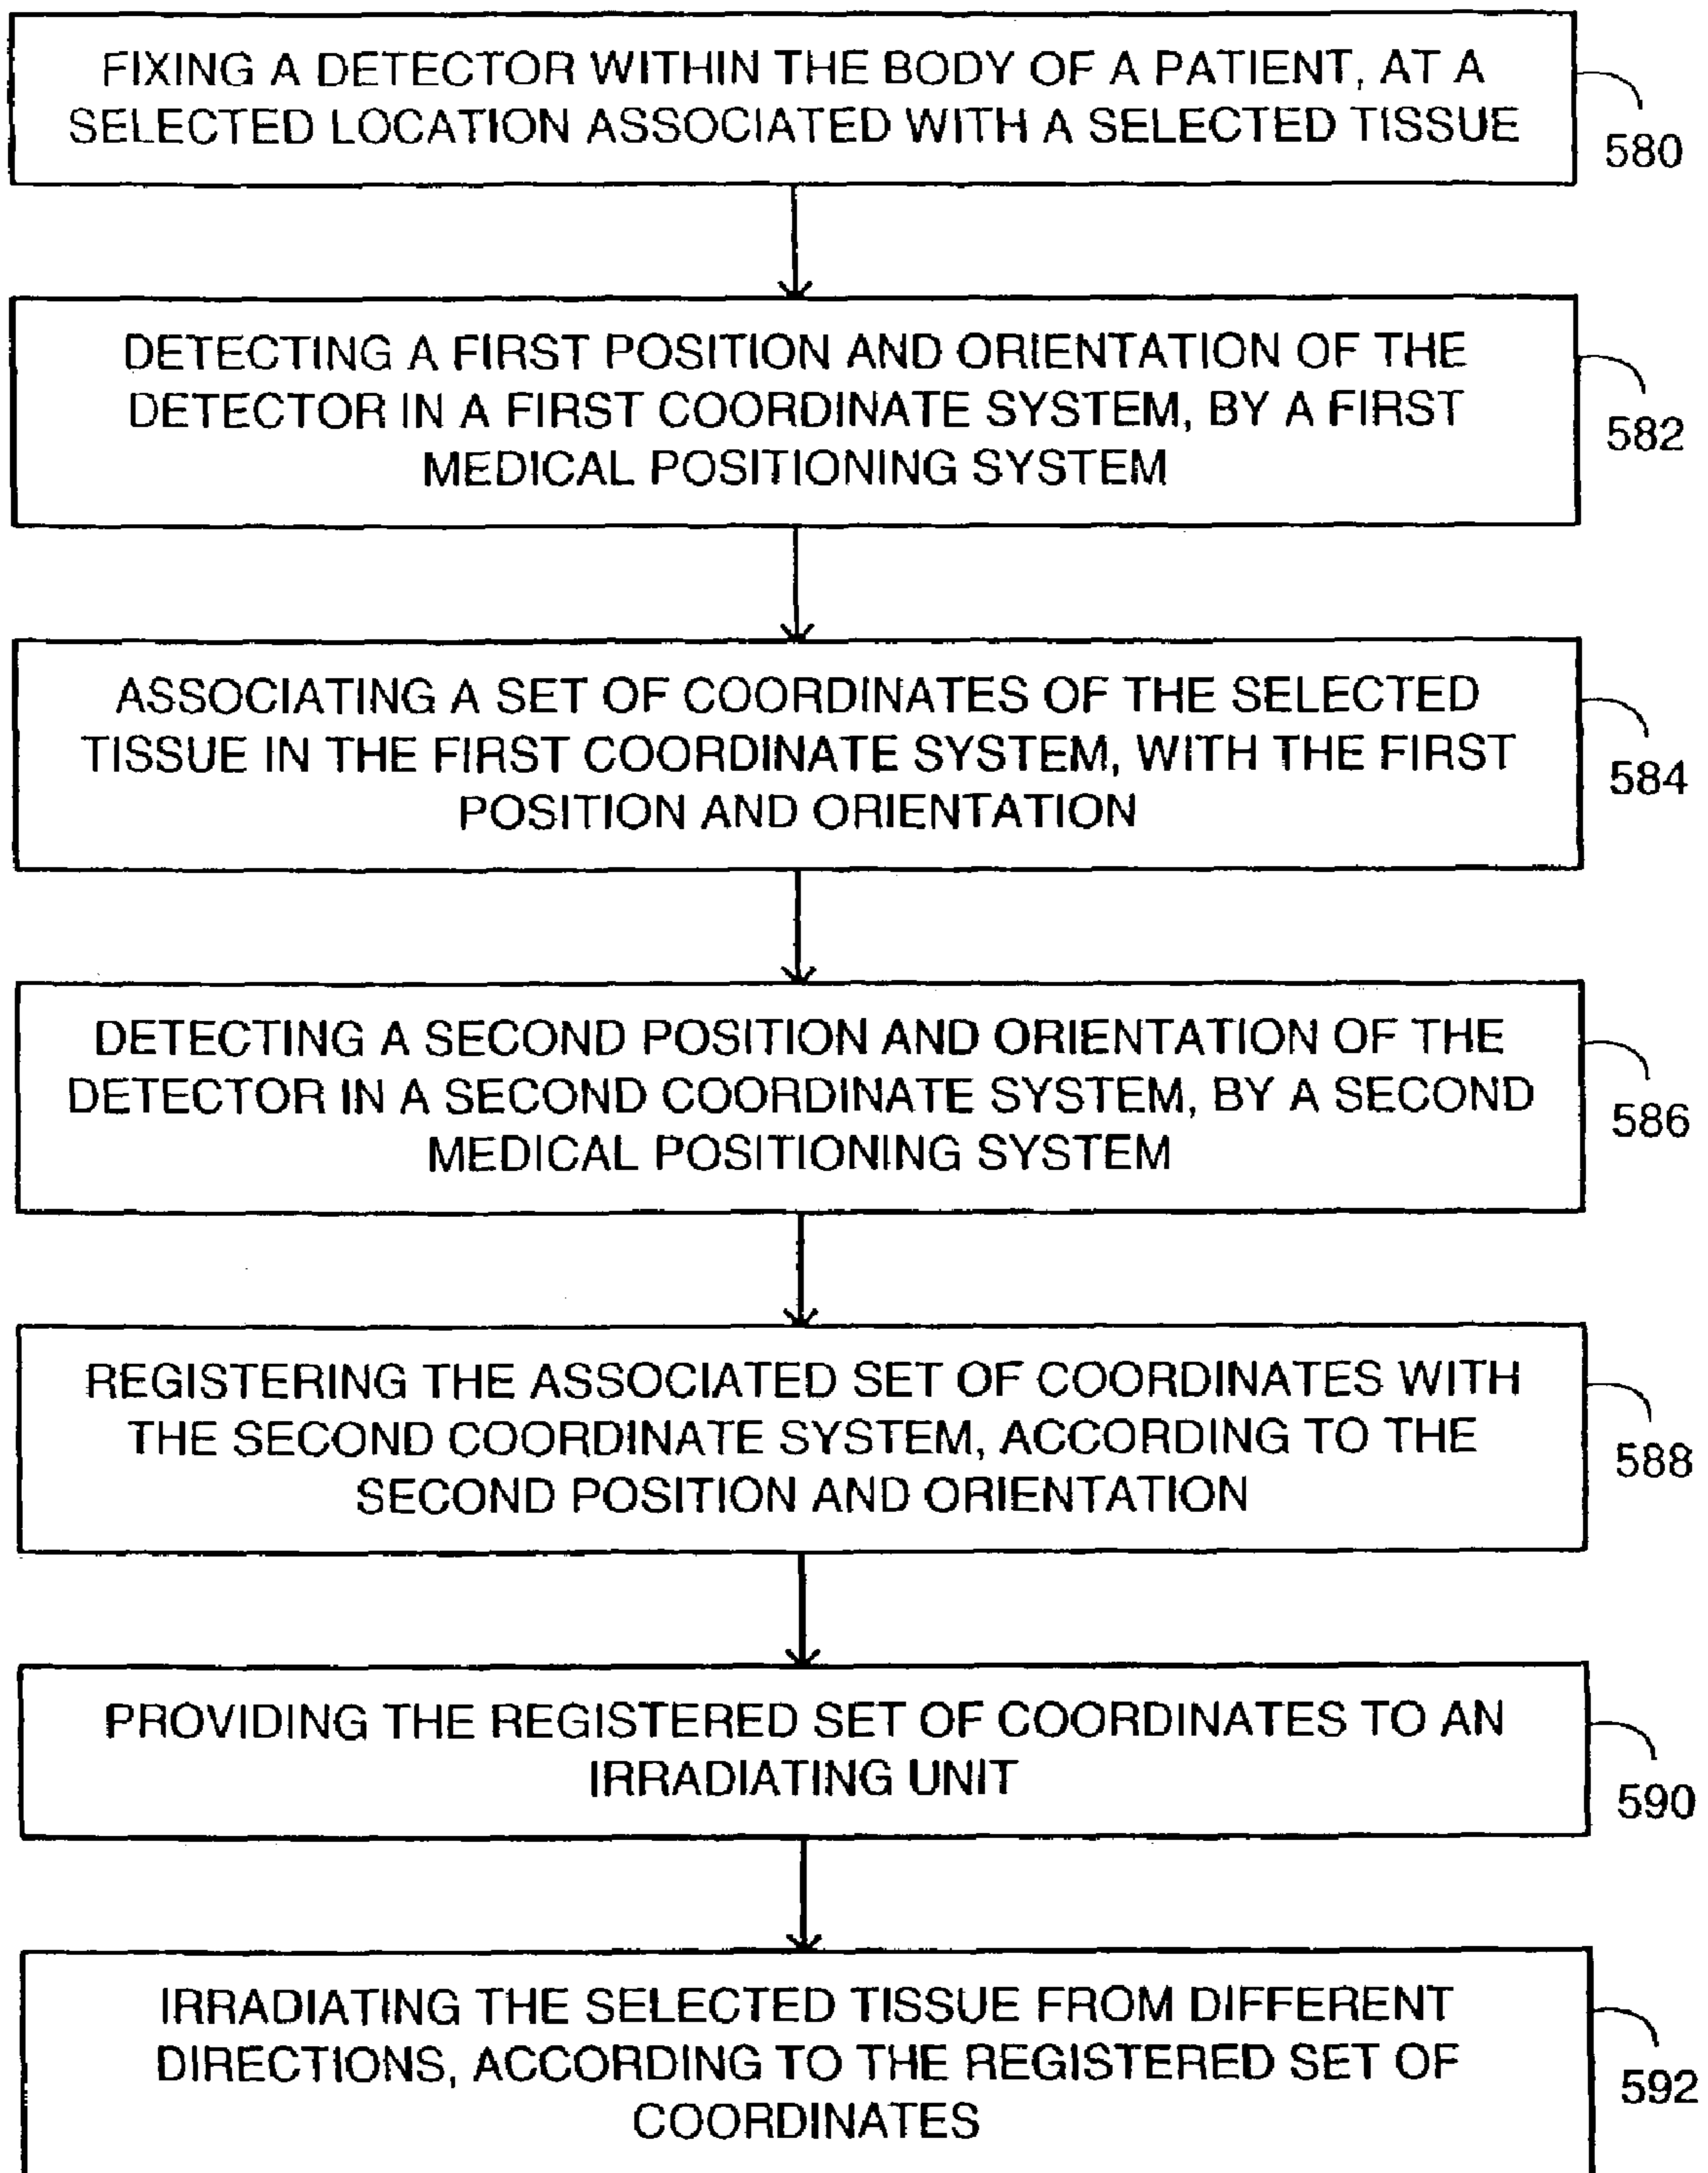 FIXING A DETECTOR WITHIN THE BODY OF A PATIENT, AT A
SELECTED LOCATION ASSOCIATED WITH A SELECTED TISSUE
580
DETECTING A FIRST POSITION AND ORIENTATION OF THE
DETECTOR IN A FIRST COORDINATE SYSTEM, BY A FIRST
MEDICAL POSITIONING SYSTEM
582
ASSOCIATING A SET OF COORDINATES OF THE SELECTED
TISSUE IN THE FIRST COORDINATE SYSTEM, WITH THE FIRST
POSITION AND ORIENTATION
584
DETECTING A SECOND POSITION AND ORIENTATION OF THE
DETECTOR IN A SECOND COORDINATE SYSTEM, BY A SECOND
MEDICAL POSITIONING SYSTEM
586
REGISTERING THE ASSOCIATED SET OF COORDINATES WITH
THE SECOND COORDINATE SYSTEM, ACCORDING TO THE
SECOND POSITION AND ORIENTATION
588
PROVIDING THE REGISTERED SET OF COORDINATES TO AN
IRRADIATING UNIT
590
IRRADIATING THE SELECTED TISSUE FROM DIFFERENT
DIRECTIONS, ACCORDING TO THE REGISTERED SET OF
COORDINATES
592